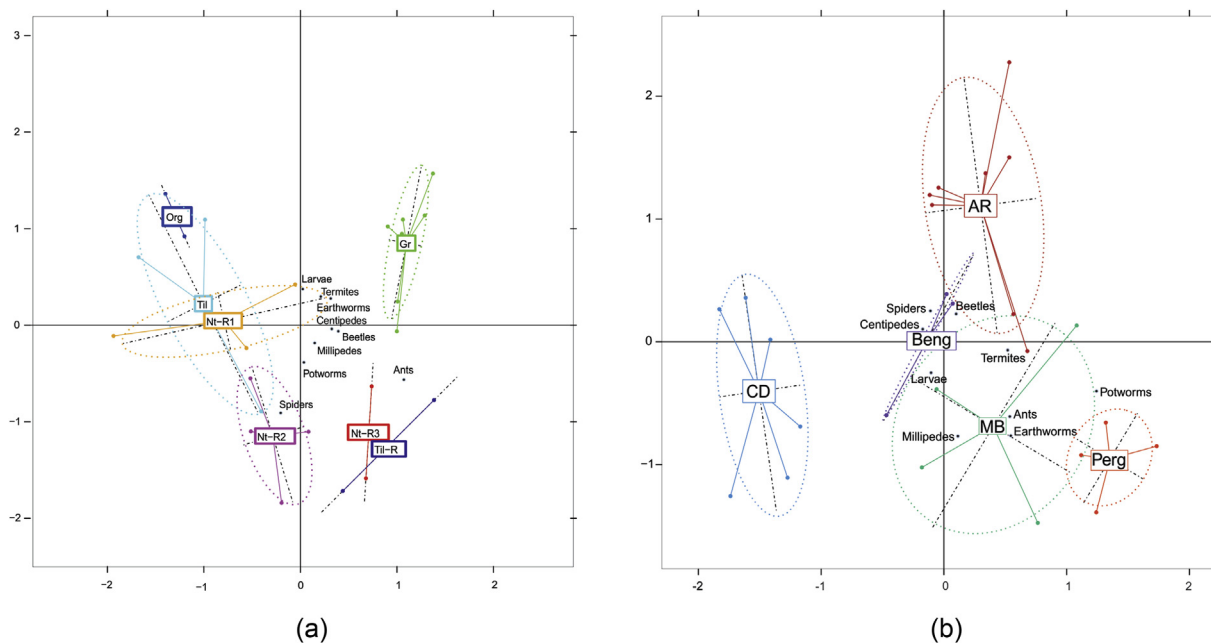 3
2
1
0
−1
−2
−2
−1
0
1
2
Org
Til
Nt−R1
Gr
Larvae
Termites
Earthworms
Centipedes
Beetles
Millipedes
Potworms
Ants
Spiders
Nt−R2
Nt−R3
Til−R
(a)
2
1
0
−1
-2
-1
0
1
2
AR
Spiders
Beetles
Centipedes
Beng
Termites
Larvae
CD
Potworms
Ants
MB
Earthworms
Millipedes
Perg
(b)